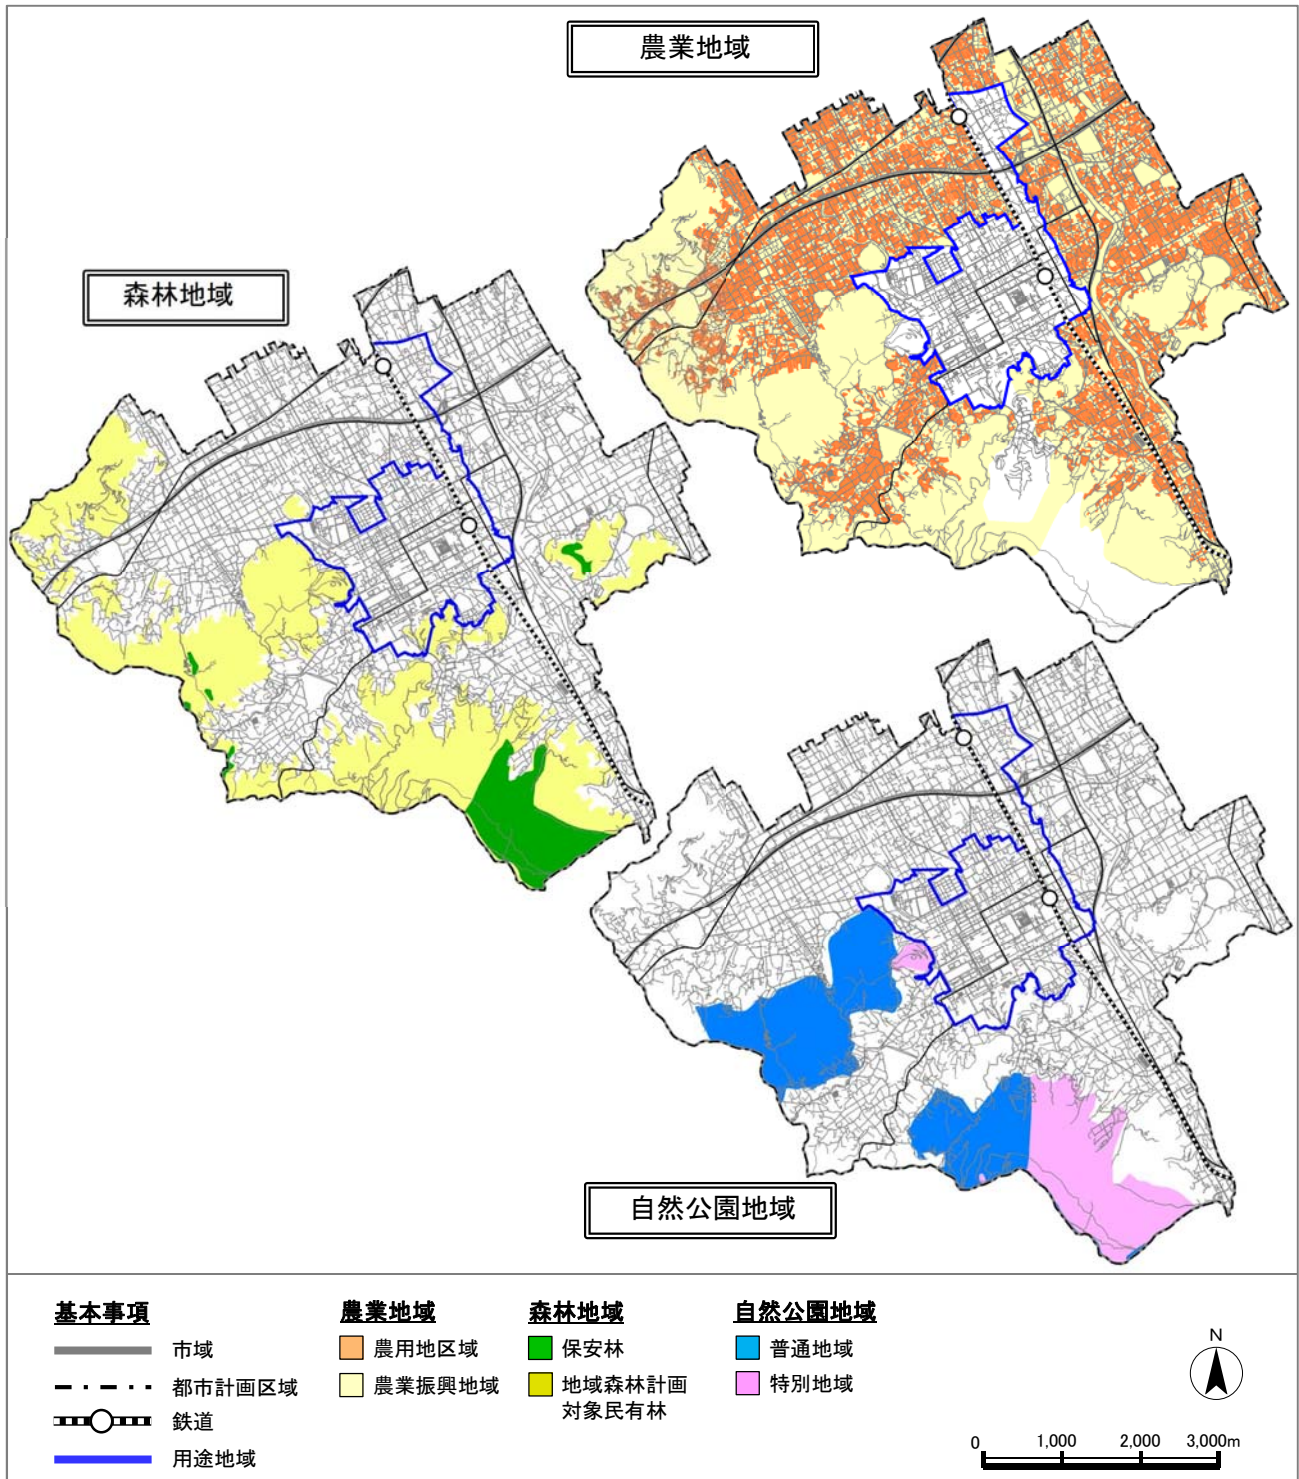 農業地域
森林地域
自然公園地域
基本事項
市域
都市計画区域
鉄道
用途地域
農業地域
農用地区域
農業振興地域
森林地域
保安林
地域森林計画
対象民有林
自然公園地域
普通地域
特別地域
N
0 1,000 2,000 3,000m